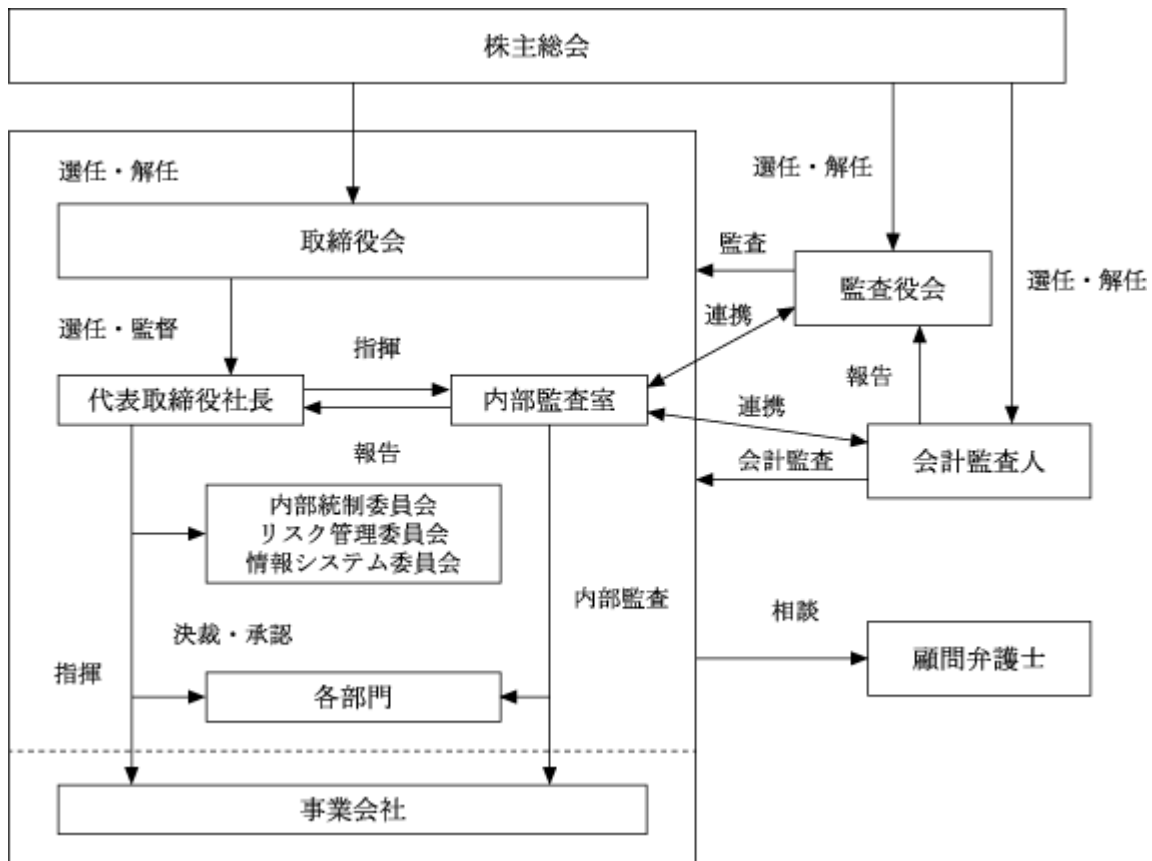 株主総会
選任・解任
選任・解任
取締役会
監査
監査役会
選任・解任
選任・監督
連携
指揮
報告
代表取締役社長
内部監査室
連携
報告
会計監査
会計監査人
内部統制委員会
リスク管理委員会
情報システム委員会
内部監査
相談
決裁・承認
指揮
各部門
顧問弁護士
事業会社